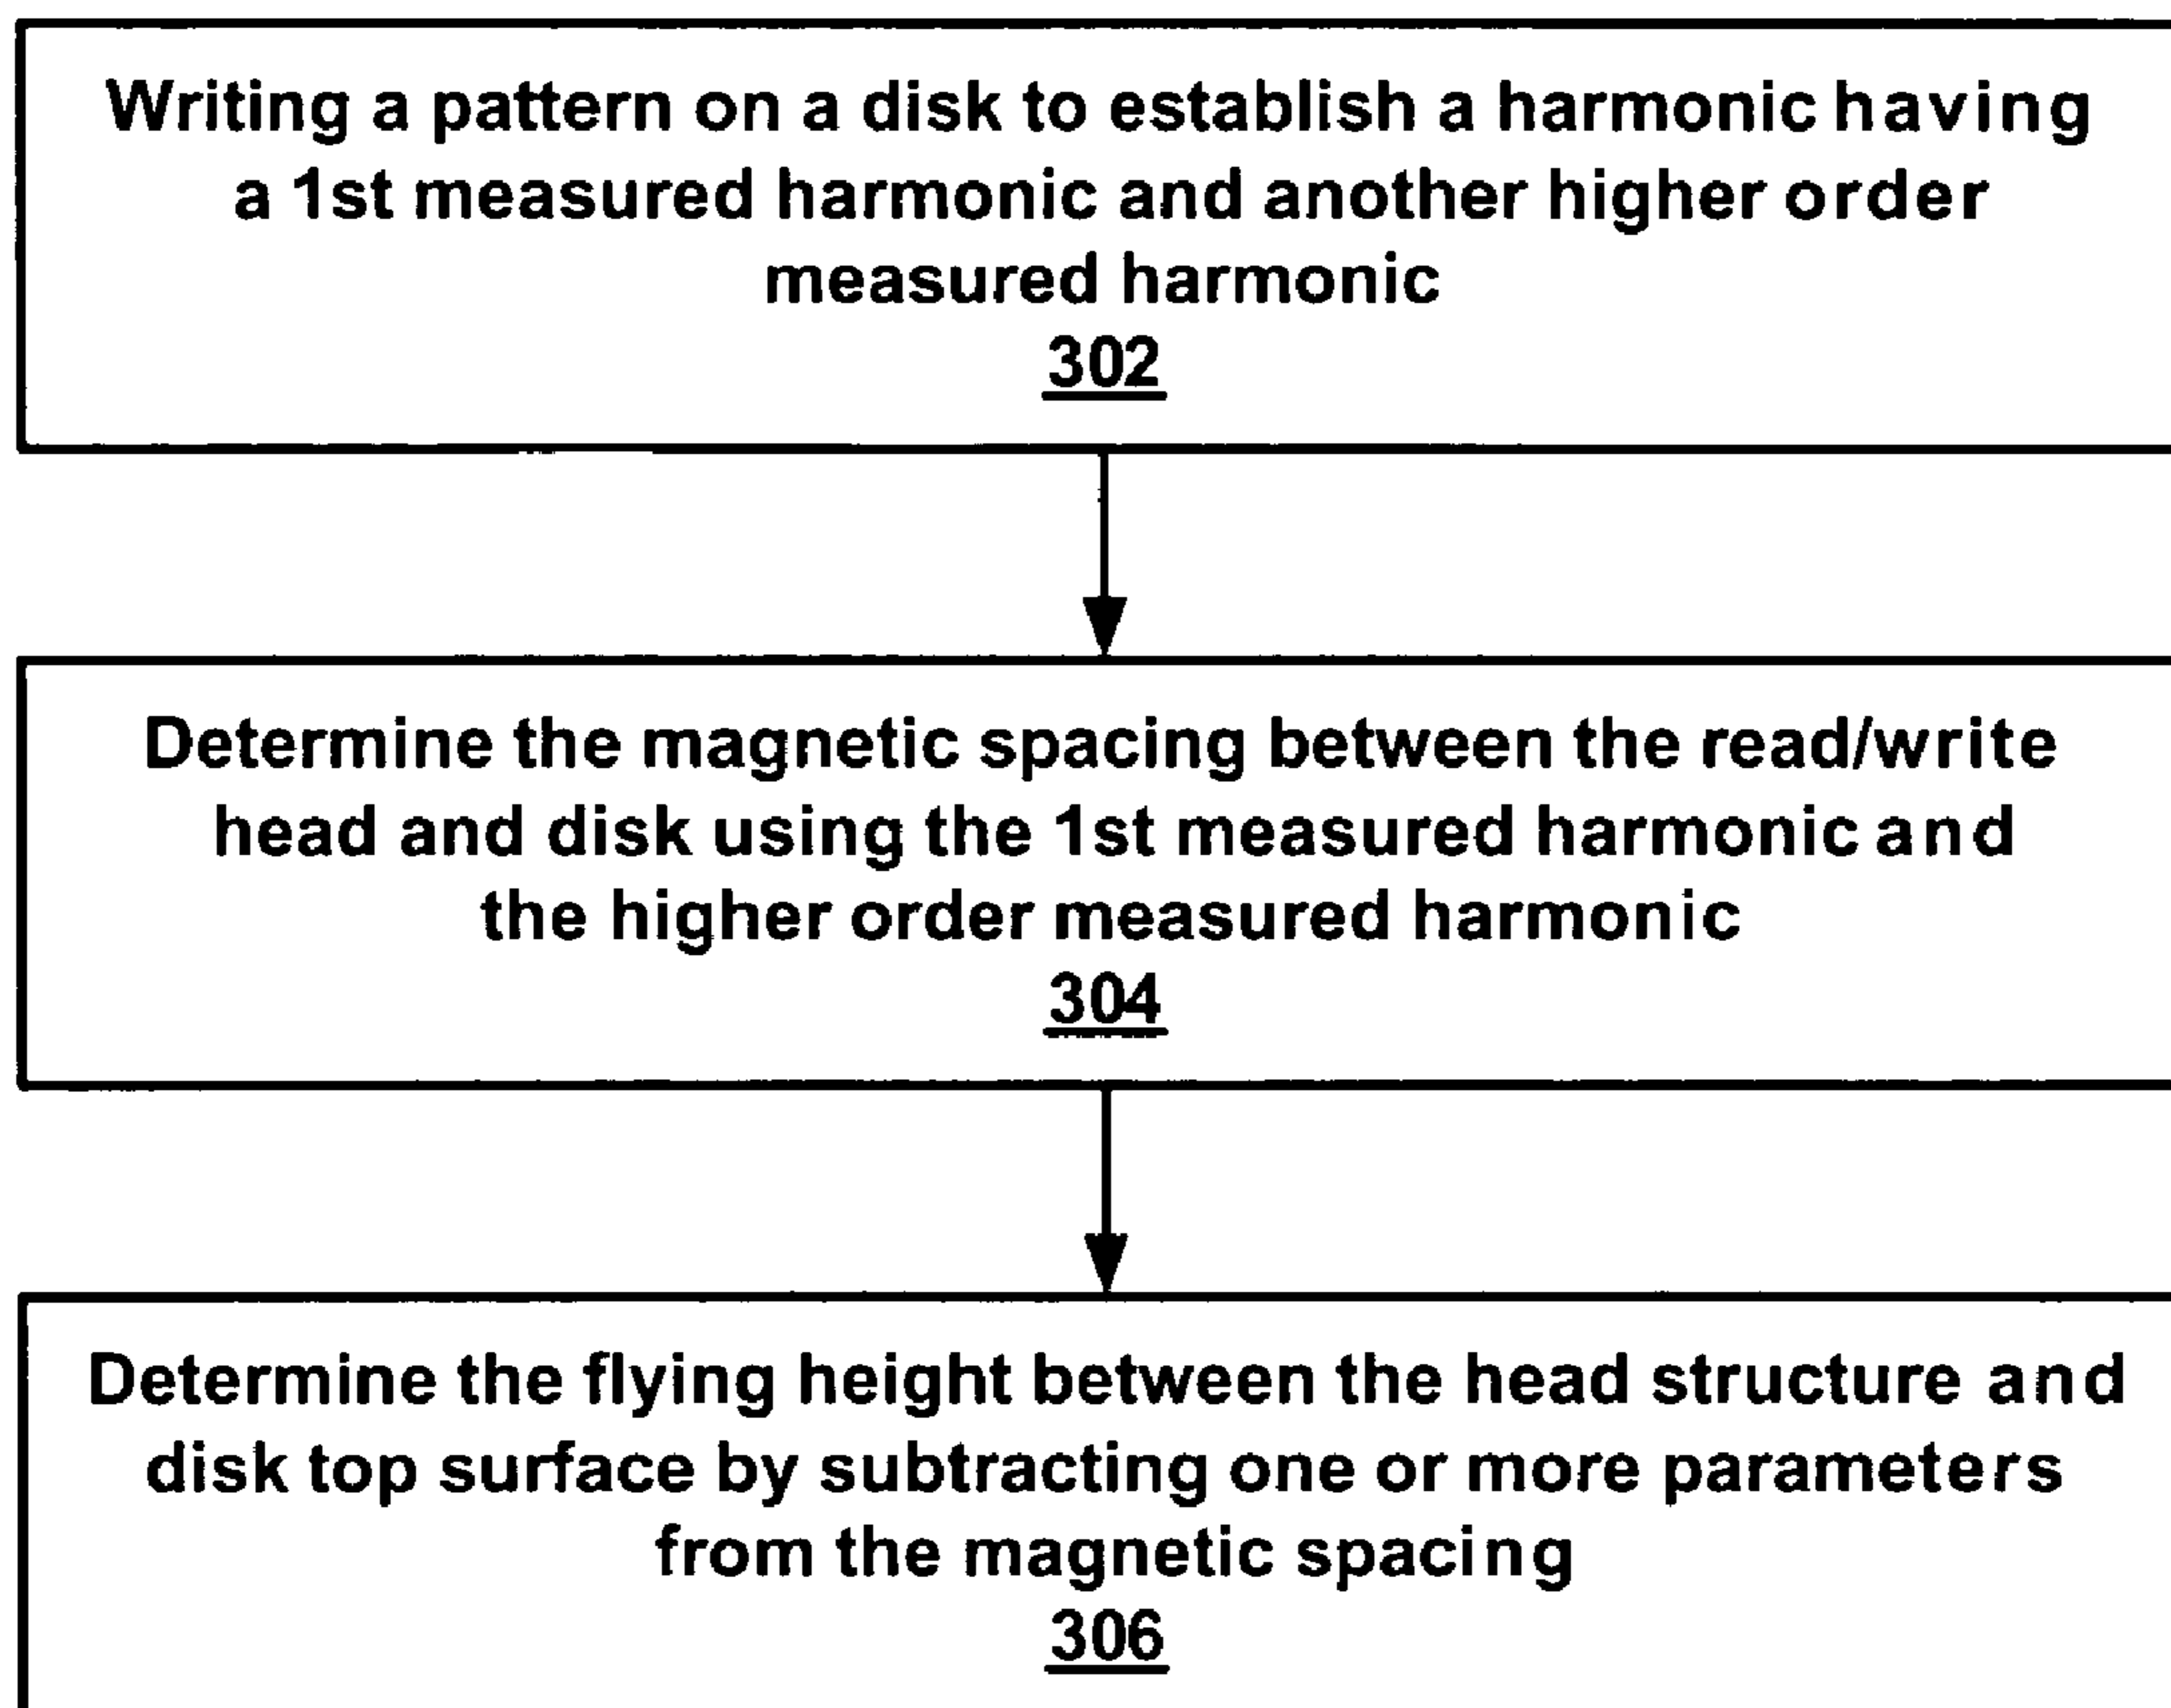 Writing a pattern on a disk to establish a harmonic having
a 1st measured harmonic and another higher order
measured harmonic
302
Determine the magnetic spacing between the read/write
head and disk using the 1st measured harmonic and
the higher order measured harmonic
304
Determine the flying height between the head structure and
disk top surface by subtracting one or more parameters
from the magnetic spacing
306